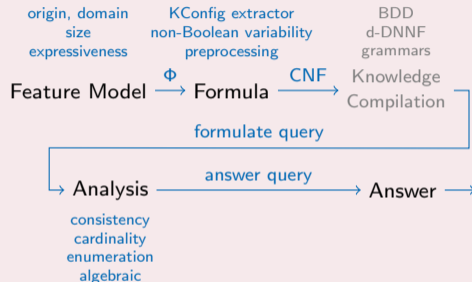 origin, domain
size
expressiveness
KConfig extractor
non-Boolean variability
preprocessing
BDD
d-DNNF
grammars
Feature Model
Φ
Formula
CNF
Knowledge
Compilation
formulate query
Analysis
answer query
Answer
consistency
cardinality
enumeration
algebraic